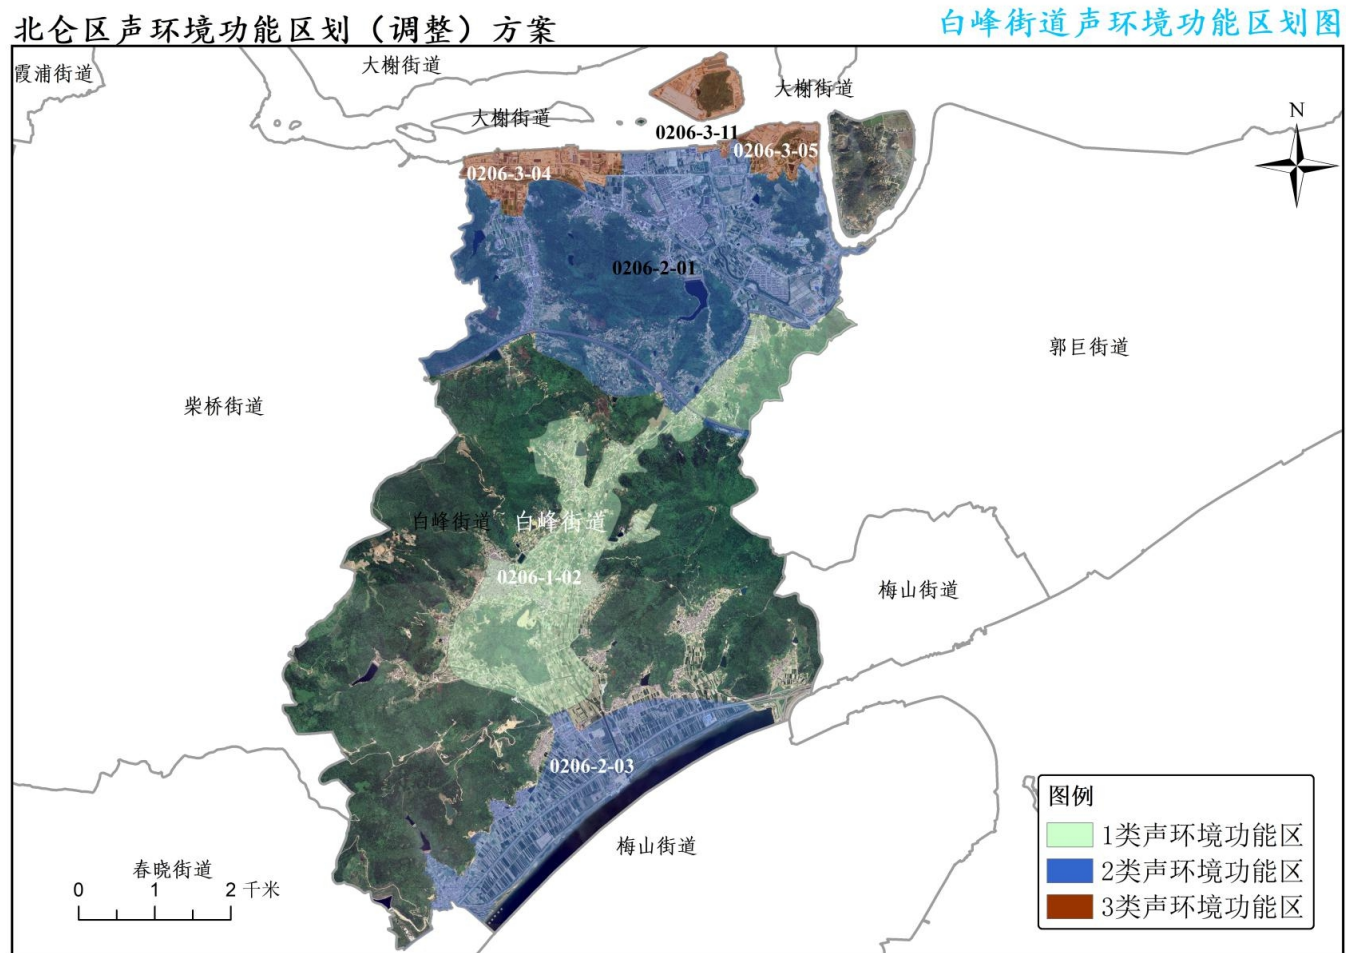 北仑区声环境功能区划（调整）方案
白峰街道声环境功能区划图
霞浦街道
大榭街道
大榭街道
大榭街道
N
0206-3-11
0206-3-05
0206-3-04
0206-2-01
郭巨街道
柴桥街道
白峰街道
白峰街道
0206-1-02
梅山街道
0206-2-03
梅山街道
春晓街道
0 1 2 千米
图例
1类声环境功能区
2类声环境功能区
3类声环境功能区